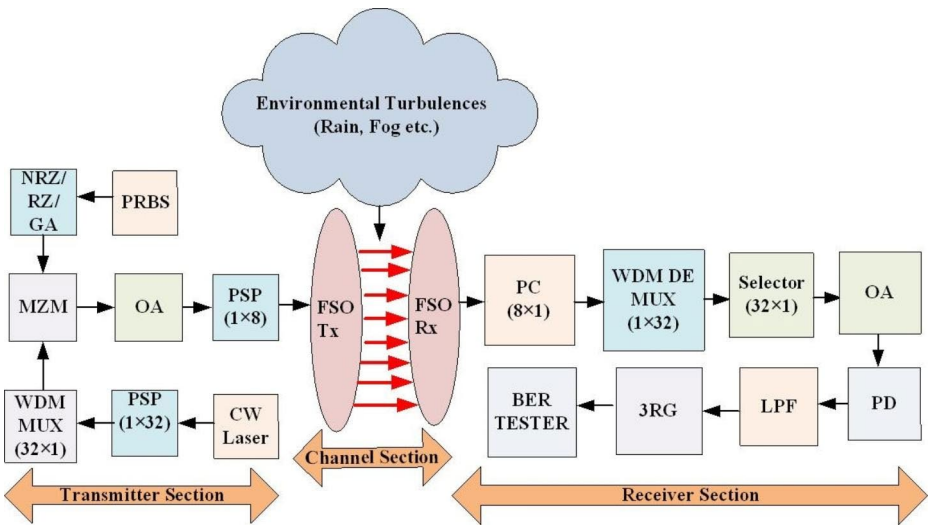 Environmental Turbulences
(Rain, Fog etc.)
NRZ/
RZ/
GA
PRBS
MZM
OA
PSP
(1×8)
WDM
MUX
(32×1)
PSP
(1×32)
CW
Laser
Transmitter Section
FSO
Tx
FSO
Rx
Channel Section
PC
(8×1)
WDM DE
MUX
(1×32)
Selector
(32×1)
OA
BER
TESTER
3RG
LPF
PD
Receiver Section